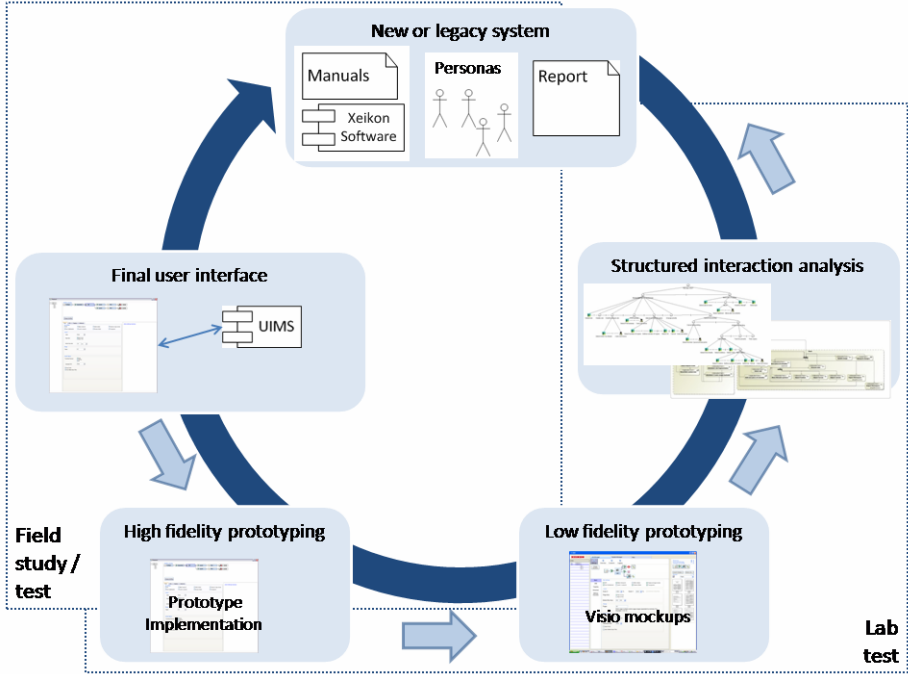 New or legacy system
Manuals
Xeikon
Software
Personas
Report
Final user interface
UIMS
Structured interaction analysis
High fidelity prototyping
Prototype
Implementation
Low fidelity prototyping
Visio mockups
Field
study /
test
Lab
test